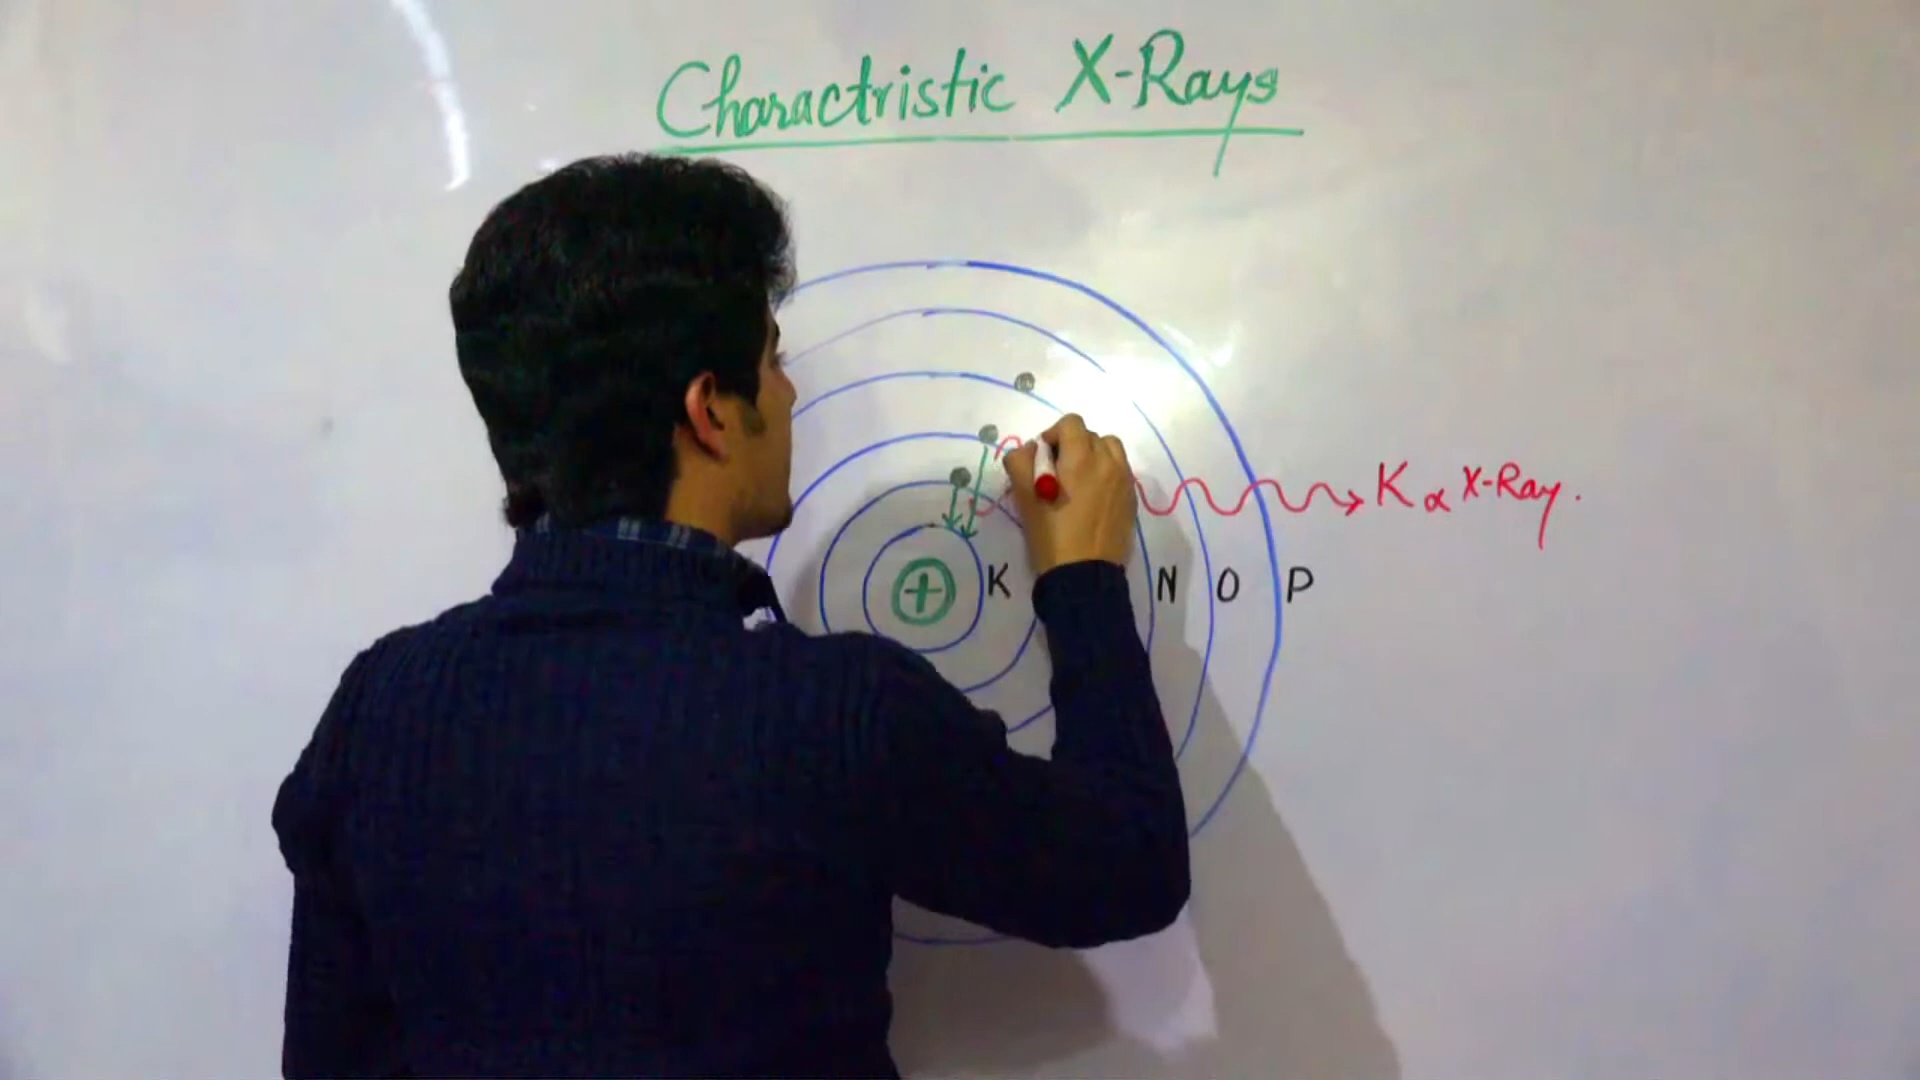 Charactristic X-Rays
Kα X-Ray.
+ K N O P